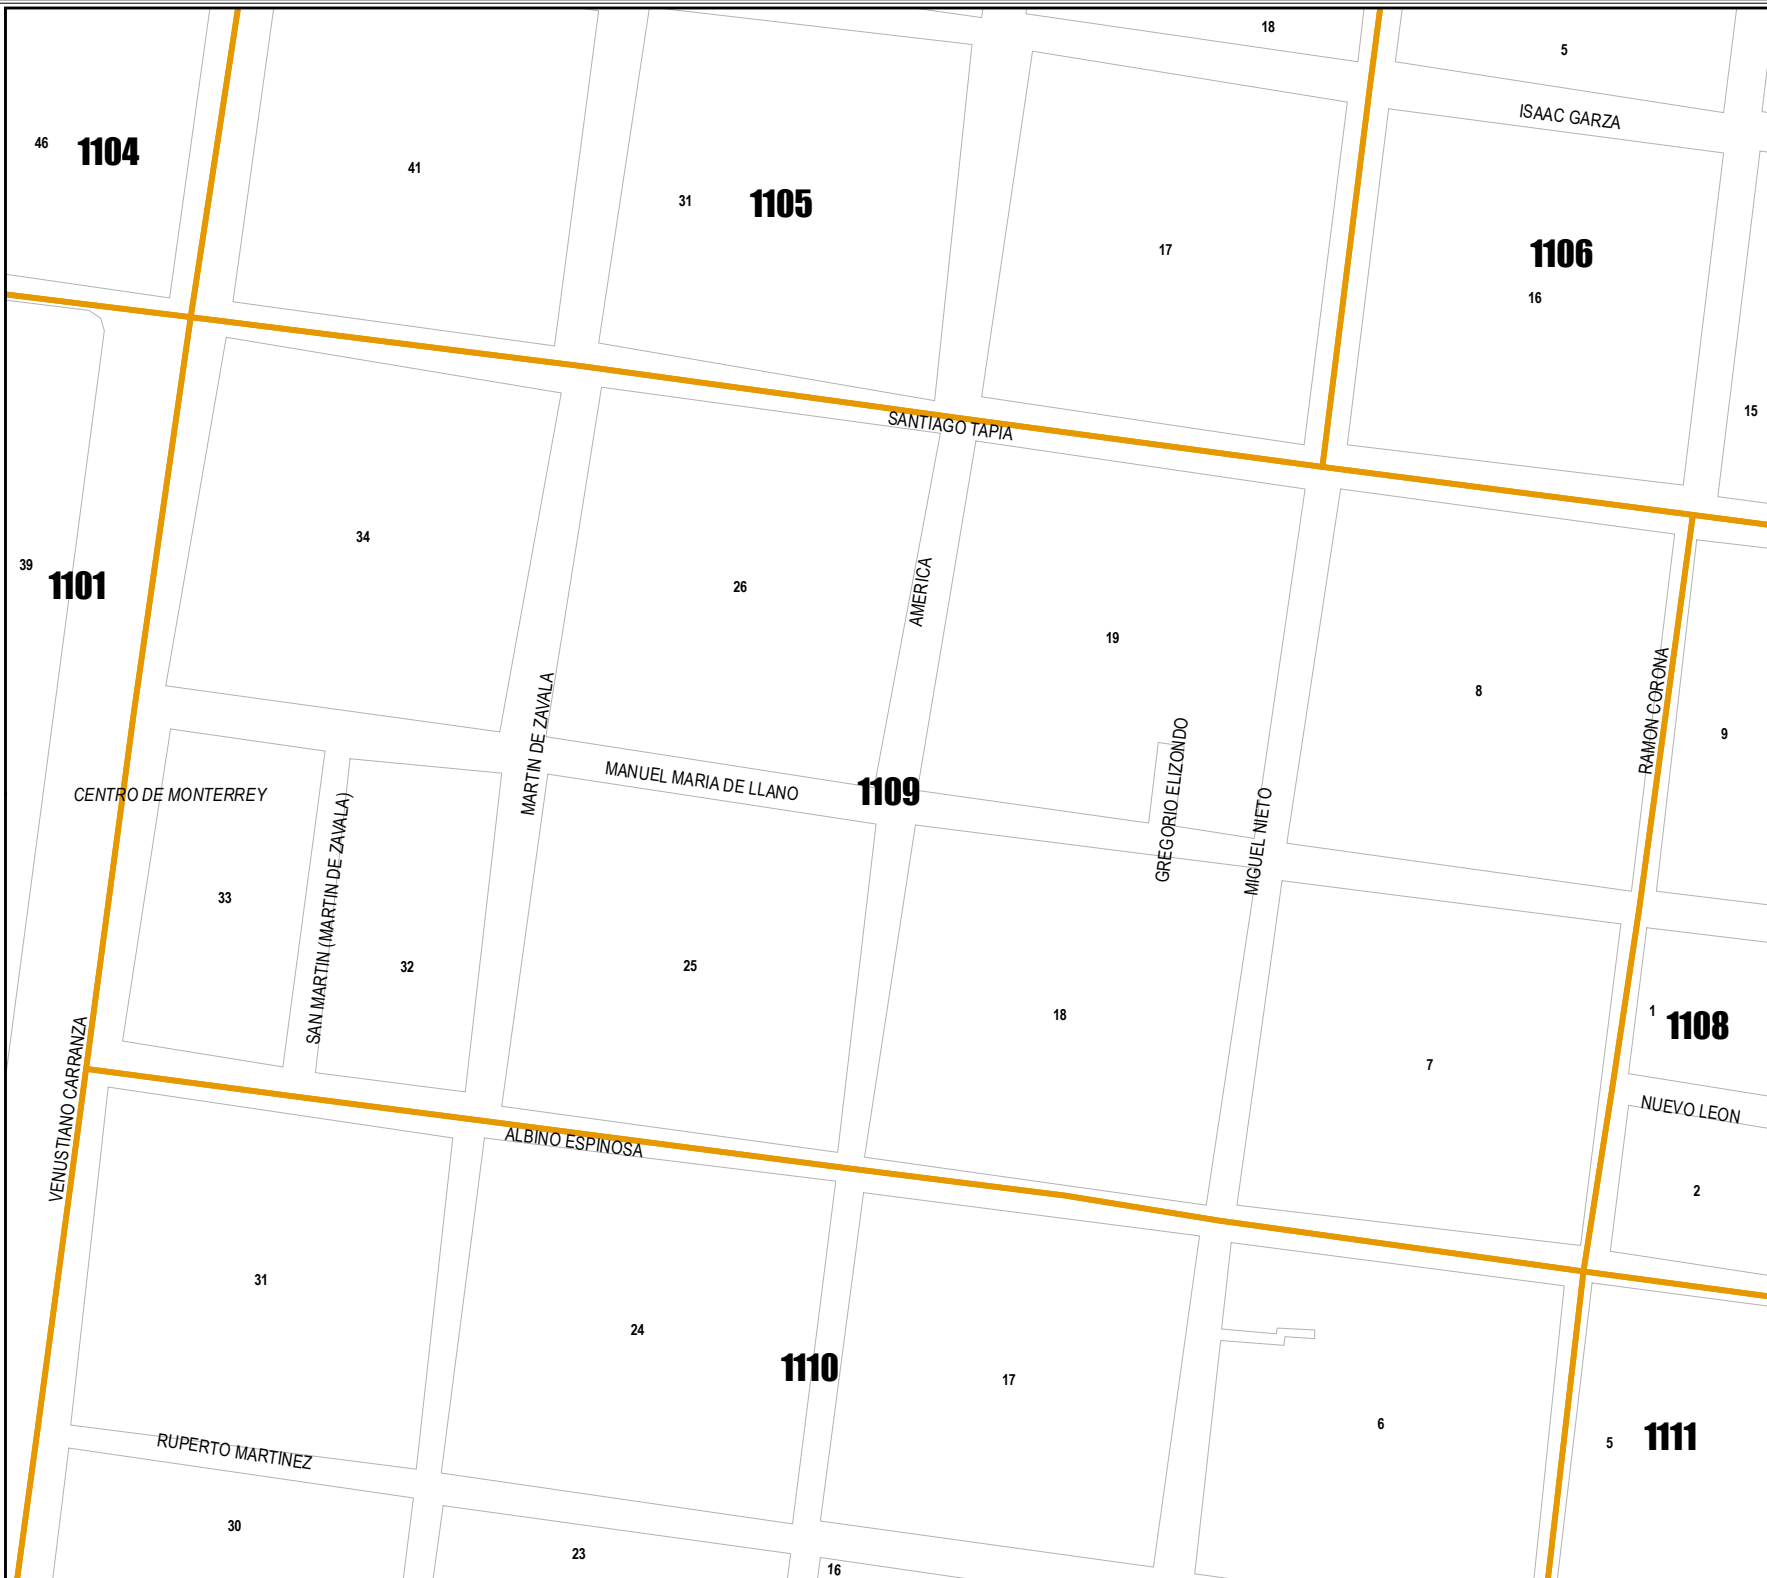 18
5
ISAAC GARZA
46
1104
41
31
1105
17
1106
16
15
SANTIAGO TAPIA
34
39
1101
26
AMERICA
19
8
RAMON CORONA
9
MARTIN DE ZAVALA
MANUEL MARIA DE LLANO
1109
GREGORIO ELIZONDO
MIGUEL NIETO
CENTRO DE MONTERREY
SAN MARTIN (MARTIN DE ZAVALA)
33
32
25
18
1
1108
7
VENUSTIANO CARRANZA
NUEVO LEON
ALBINO ESPINOSA
2
31
24
1110
17
6
5
1111
RUPERTO MARTINEZ
30
23
16